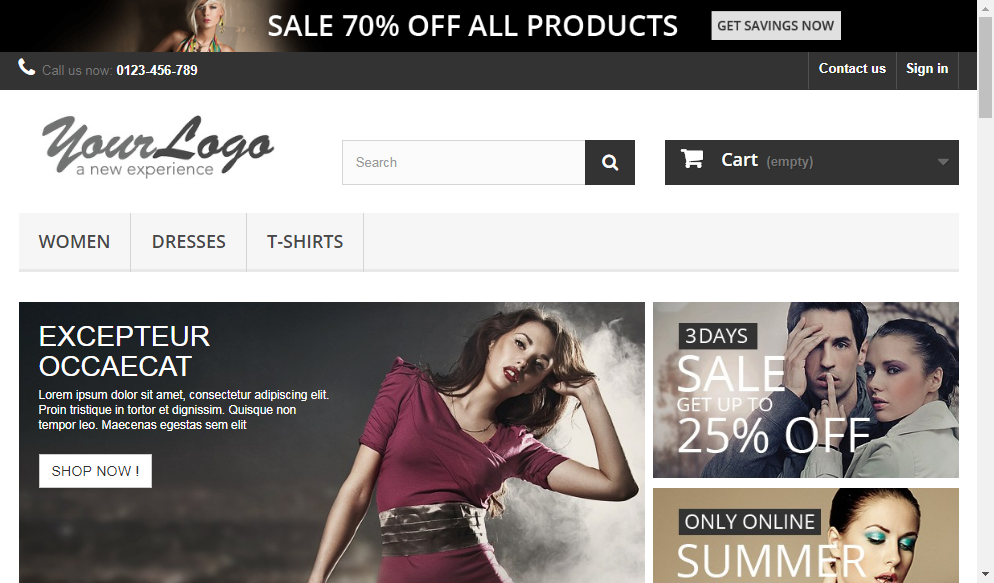 SALE 70% OFF ALL PRODUCTS GET SAVINGS NOW
Call us now: 0123-456-789 Contact us Sign in
YourLogo
a new experience
Search
Cart (empty)
WOMEN DRESSES T-SHIRTS
EXCEPTEUR
OCCAECAT
Lorem ipsum dolor sit amet, consectetur adipiscing elit.
Proin tristique in tortor et dignissim. Quisque non
tempor leo. Maecenas egestas sem elit
SHOP NOW !
3 DAYS
SALE
GET UP TO
25% OFF
ONLY ONLINE
SUMMER